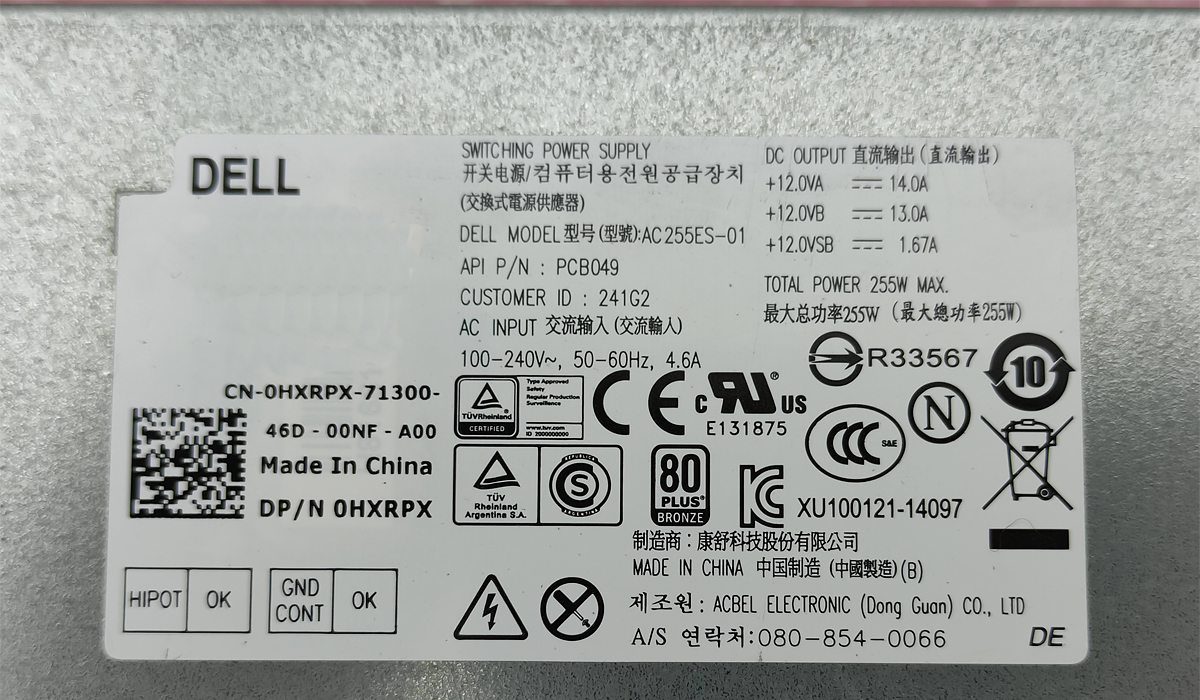 DELL
SWITCHING POWER SUPPLY
开关电源/컴퓨터용전원공급장치
(交換式電源供應器)
DELL MODEL型号(型號):AC255ES-01
API P/N : PCB049
CUSTOMER ID : 241G2
AC INPUT 交流输入(交流輸入)
100-240V~, 50-60Hz, 4.6A
DC OUTPUT 直流输出(直流輸出)
+12.0VA ⎓ 14.0A
+12.0VB ⎓ 13.0A
+12.0VSB ⎓ 1.67A
TOTAL POWER 255W MAX.
最大总功率255W (最大總功率255W)
R33567
10
CN-0HXRPX-71300-
46D - 00NF - A00
Made In China
DP/N 0HXRPX
TÜVRheinland
CERTIFIED
Type Approved
Safety
Regular Production
Surveillance
www.tuv.com
ID 2000000000
CE
c RU ® US
E131875
CCC S&E
N
TÜV
Rheinland
Argentina S.A.
REPUBLICA
S
ARGENTINA
80
PLUS®
BRONZE
KC
XU100121-14097
制造商：康舒科技股份有限公司
MADE IN CHINA 中国制造 (中國製造)(B)
제조원: ACBEL ELECTRONIC (Dong Guan) CO., LTD
A/S 연락처:080-854-0066
HIPOT OK
GND CONT OK
DE